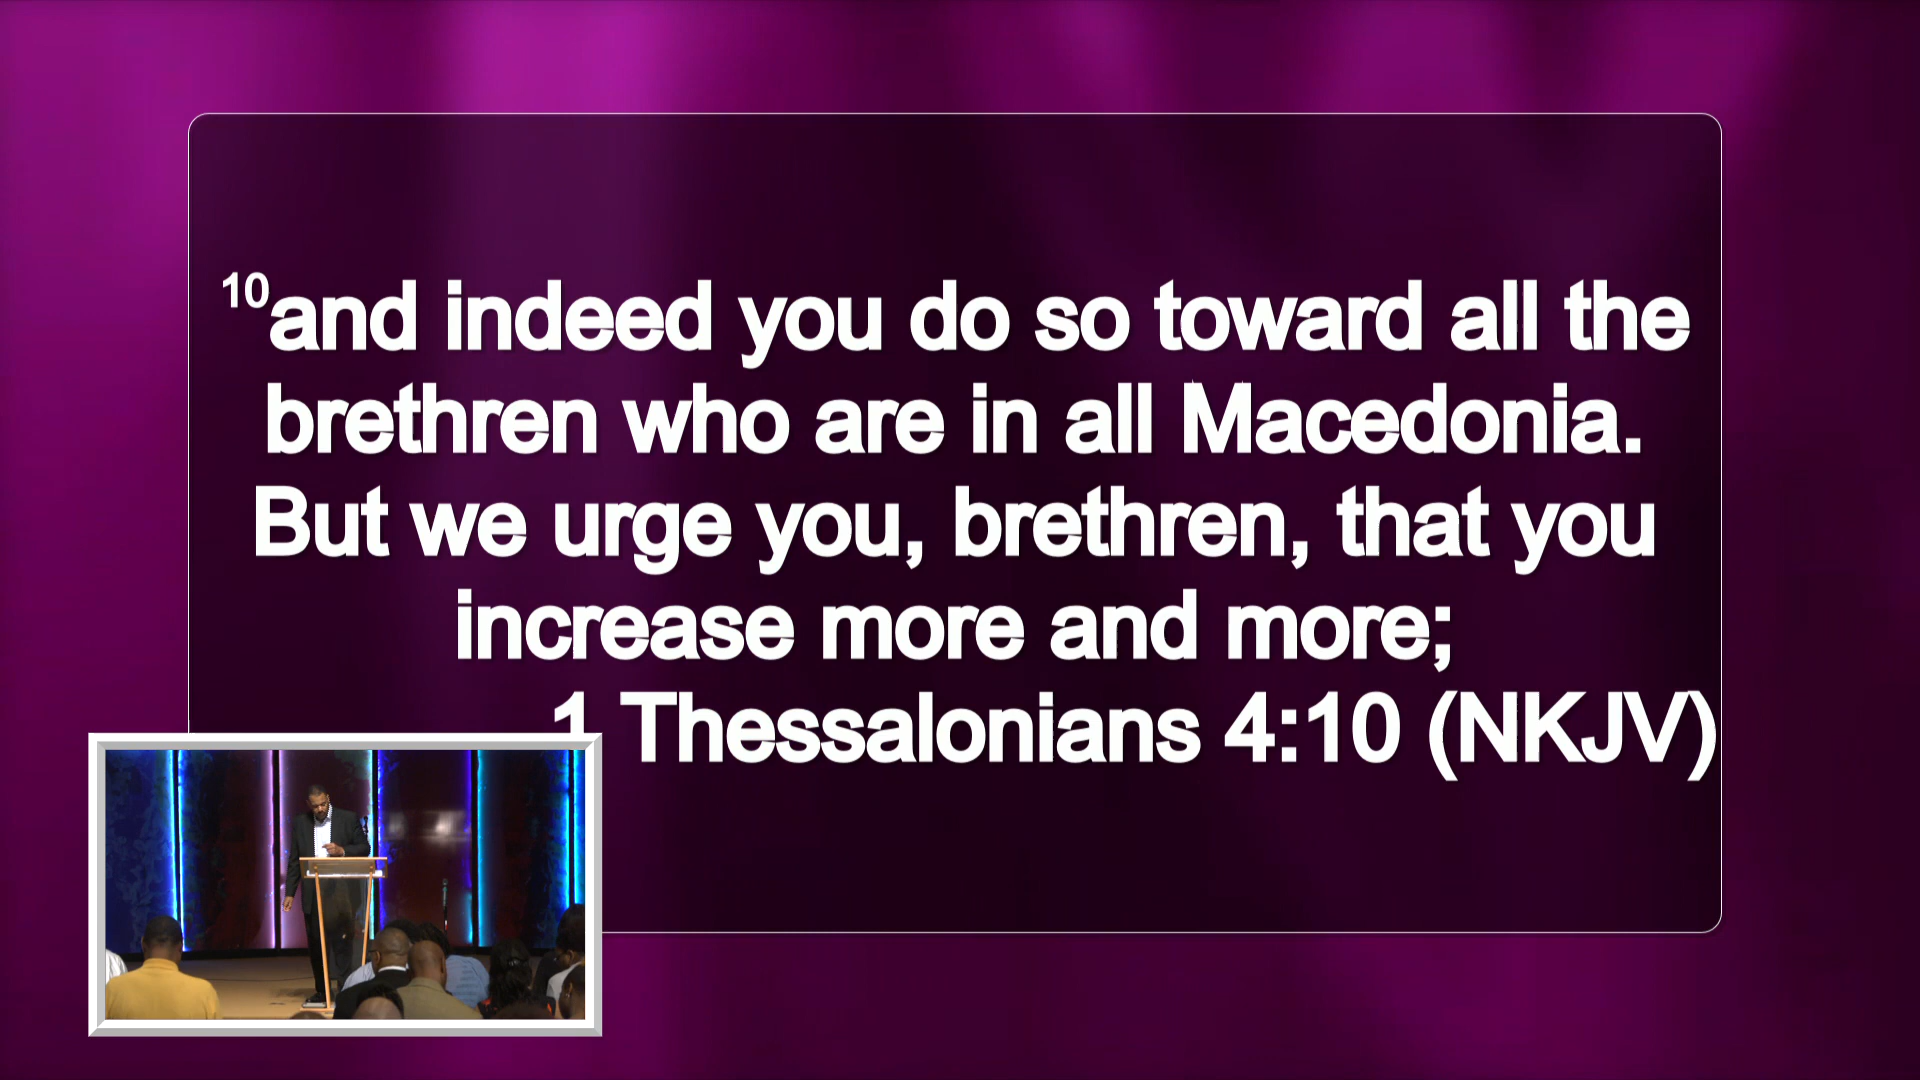 10and indeed you do so toward all the
brethren who are in all Macedonia.
But we urge you, brethren, that you
increase more and more;
1 Thessalonians 4:10 (NKJV)